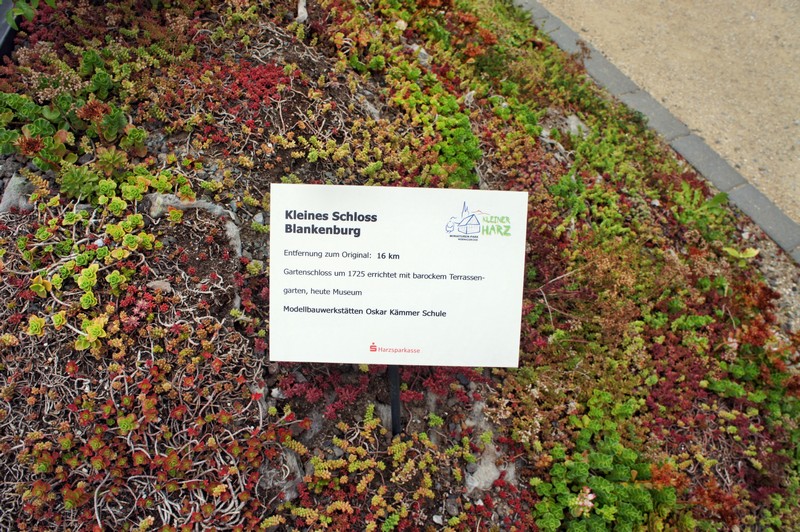 Kleines Schloss
Blankenburg
KLEINER
HARZ
Entfernung zum Original: 16 km
Gartenschloss um 1725 errichtet mit barockem Terrassen-
garten, heute Museum
Modellbauwerkstätten Oskar Kämmer Schule
Harzsparkasse